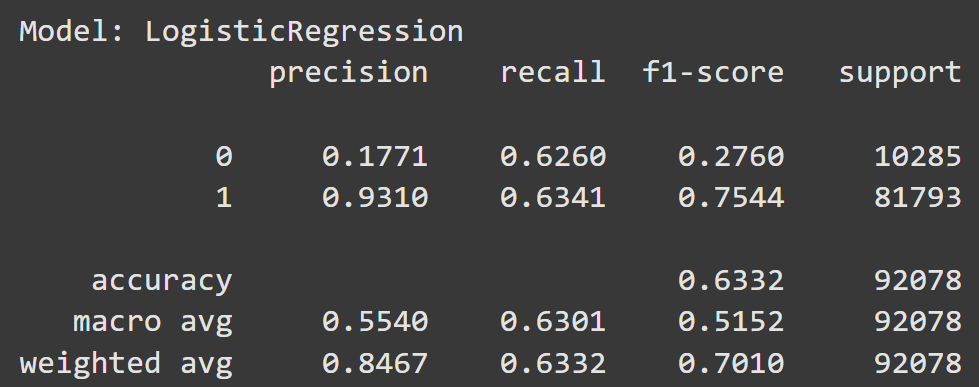 Model: LogisticRegression
precision recall f1-score support
0 0.1771 0.6260 0.2760 10285
1 0.9310 0.6341 0.7544 81793
accuracy 0.6332 92078
macro avg 0.5540 0.6301 0.5152 92078
weighted avg 0.8467 0.6332 0.7010 92078